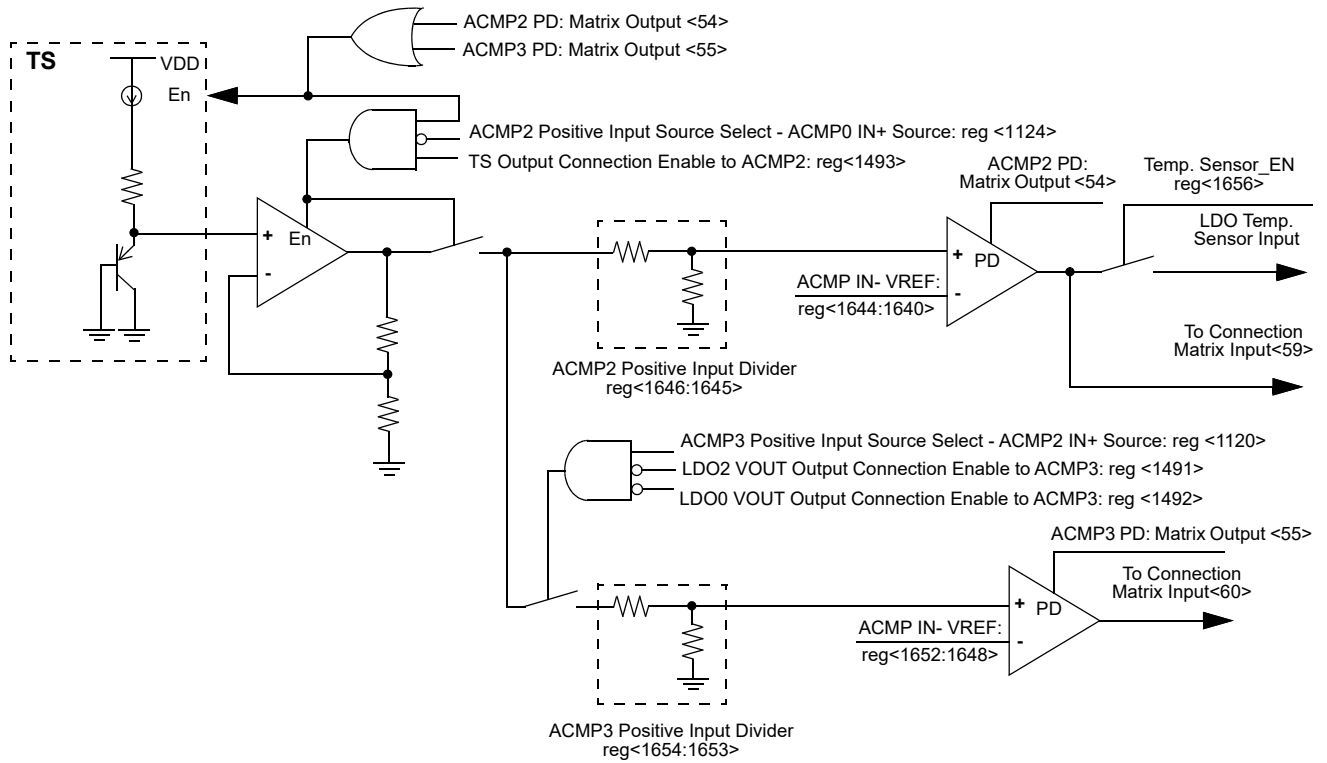 ACMP2 PD: Matrix Output <54>
ACMP3 PD: Matrix Output <55>
TS
VDD
En
ACMP2 Positive Input Source Select - ACMP0 IN+ Source: reg <1124>
TS Output Connection Enable to ACMP2: reg<1493>
ACMP2 PD:
Matrix Output <54>
Temp. Sensor_EN
reg<1656>
LDO Temp.
Sensor Input
+
En
-
+
PD
-
ACMP IN- VREF:
reg<1644:1640>
To Connection
Matrix Input<59>
ACMP2 Positive Input Divider
reg<1646:1645>
ACMP3 Positive Input Source Select - ACMP2 IN+ Source: reg <1120>
LDO2 VOUT Output Connection Enable to ACMP3: reg <1491>
LDO0 VOUT Output Connection Enable to ACMP3: reg <1492>
ACMP3 PD: Matrix Output <55>
To Connection
Matrix Input<60>
+
PD
-
ACMP IN- VREF:
reg<1652:1648>
ACMP3 Positive Input Divider
reg<1654:1653>